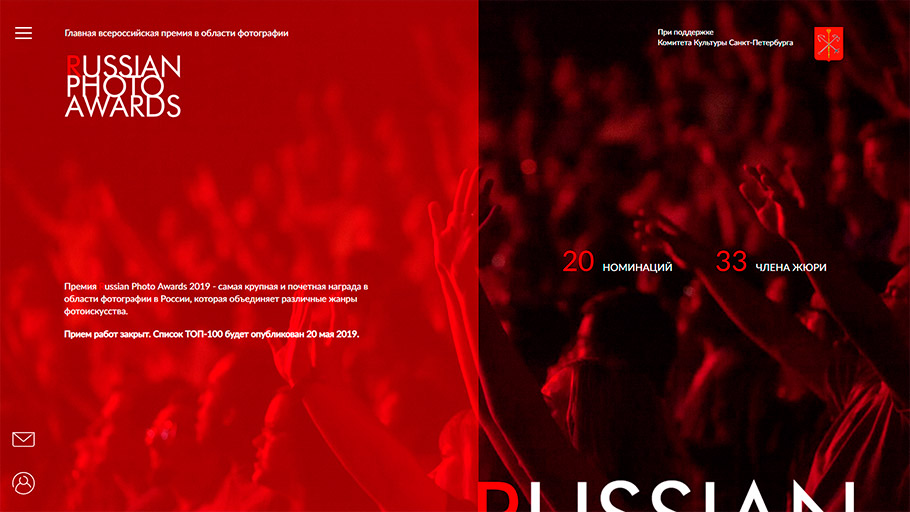 Главная всероссийская премия в области фотографии
RUSSIAN
PHOTO
AWARDS
При поддержке
Комитета Культуры Санкт-Петербурга
20 НОМИНАЦИЙ 33 ЧЛЕНА ЖЮРИ
Премия Russian Photo Awards 2019 - самая крупная и почетная награда в
области фотографии в России, которая объединяет различные жанры
фотоискусства.
Прием работ закрыт. Список ТОП-100 будет опубликован 20 мая 2019.
RUSSIAN